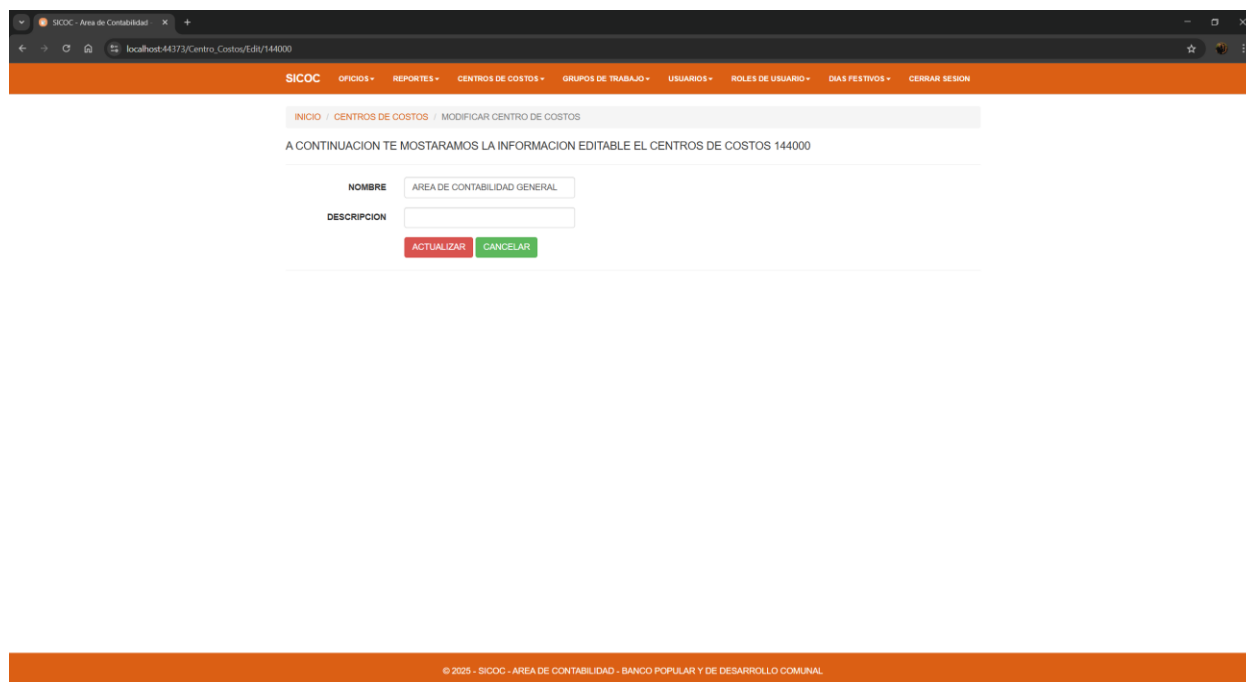 SICOC - Area de Contabilidad
localhost:44373/Centro_Costos/Edit/144000
SICOC OFICIOS REPORTES CENTROS DE COSTOS GRUPOS DE TRABAJO USUARIOS ROLES DE USUARIO DIAS FESTIVOS CERRAR SESION
INICIO / CENTROS DE COSTOS / MODIFICAR CENTRO DE COSTOS
A CONTINUACION TE MOSTARAMOS LA INFORMACION EDITABLE EL CENTROS DE COSTOS 144000
NOMBRE AREA DE CONTABILIDAD GENERAL
DESCRIPCION
ACTUALIZAR CANCELAR
© 2025 - SICOC - AREA DE CONTABILIDAD - BANCO POPULAR Y DE DESARROLLO COMUNAL